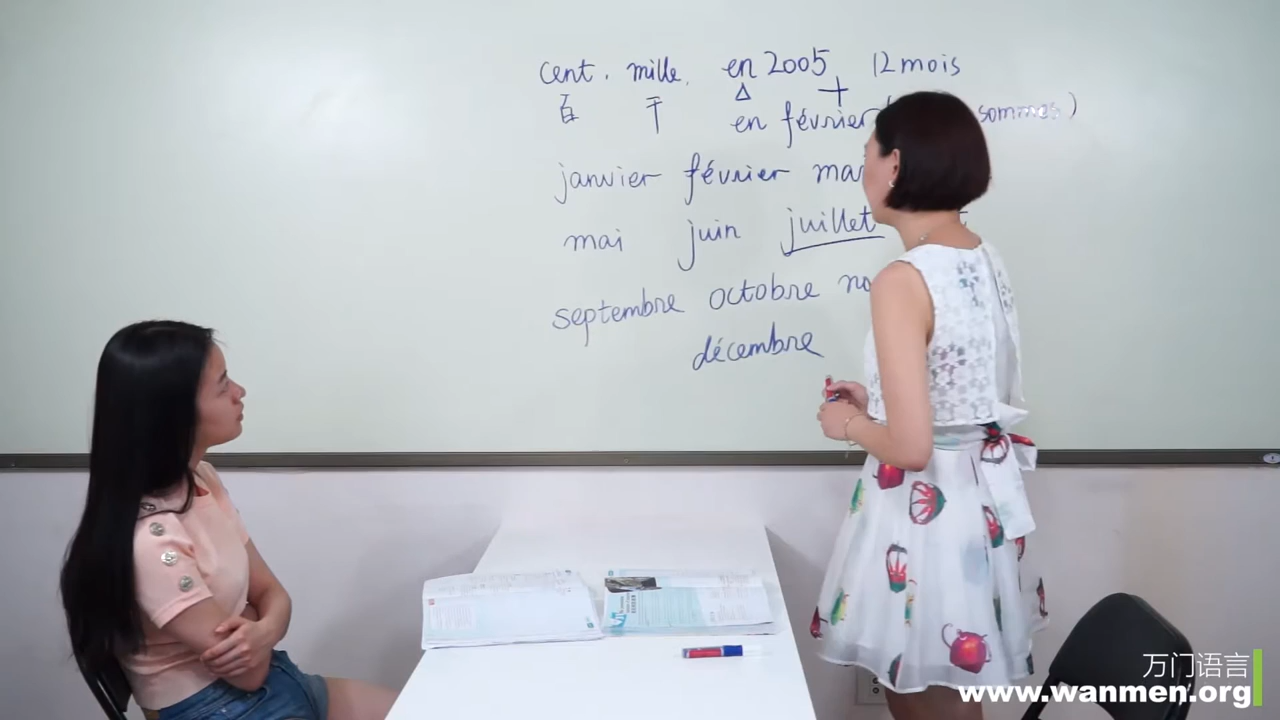 cent. mille. en 2005 12 mois
百 千 en février sommes)
janvier février
mai juin juillet
septembre octobre
décembre
万门语言
www.wanmen.org